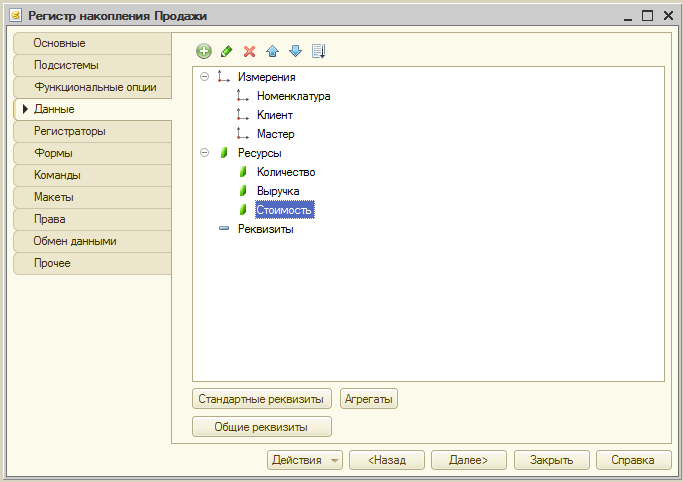 Регистр накопления Продажи
Основные
Подсистемы
Функциональные опции
Данные
Регистраторы
Формы
Команды
Макеты
Права
Обмен данными
Прочее
Измерения
Номенклатура
Клиент
Мастер
Ресурсы
Количество
Выручка
Стоимость
Реквизиты
Стандартные реквизиты
Агрегаты
Общие реквизиты
Действия
<Назад
Далее>
Закрыть
Справка